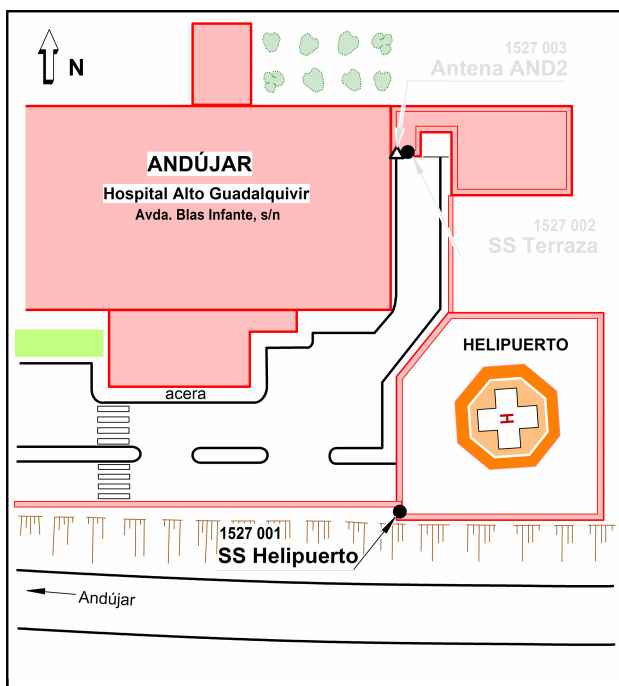 N
1527 003
Antena AND2
ANDÚJAR
Hospital Alto Guadalquivir
Avda. Blas Infante, s/n
1527 002
SS Terraza
HELIPUERTO
acera
H
1527 001
SS Helipuerto
Andújar